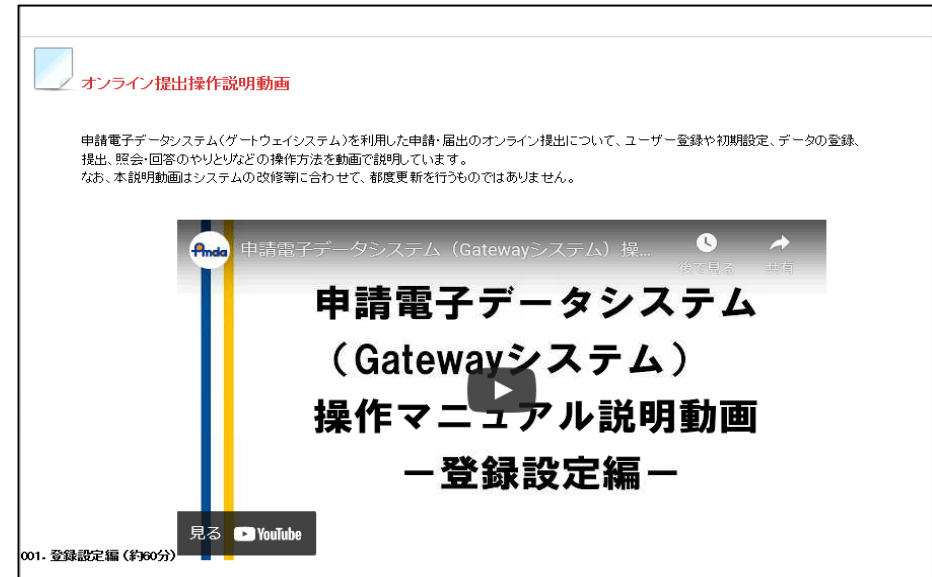 オンライン提出操作説明動画
申請電子データシステム(ゲートウェイシステム)を利用した申請・届出のオンライン提出について、ユーザー登録や初期設定、データの登録、
提出、照会・回答のやりとりなどの操作方法を動画で説明しています。
なお、本説明動画はシステムの改修等に合わせて、都度更新を行うものではありません。
Pmda 申請電子データシステム（Gatewayシステム）操...
後で見る 共有
申請電子データシステム
（Gatewayシステム）
操作マニュアル説明動画
ー登録設定編ー
見る YouTube
001. 登録設定編(約60分)